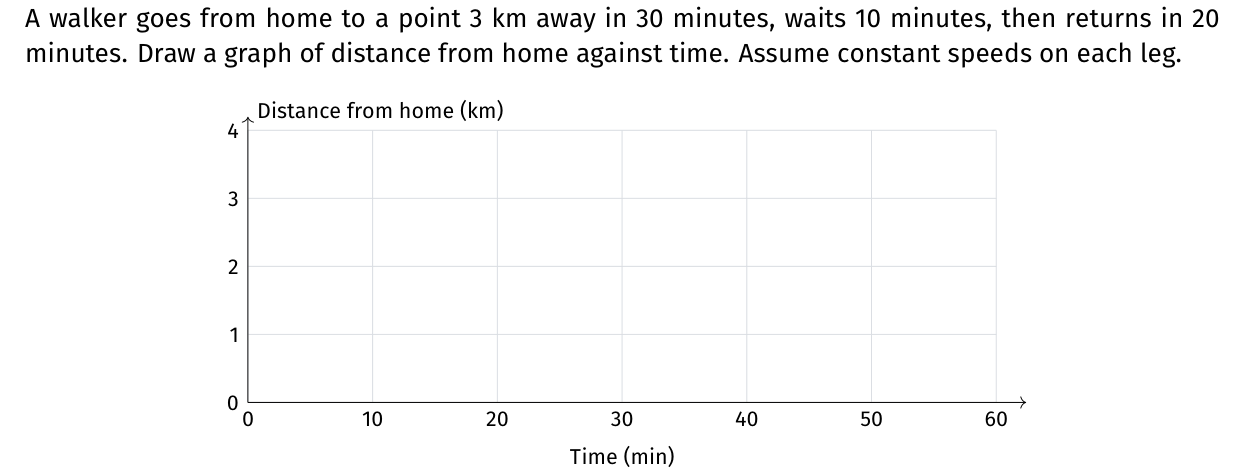 A walker goes from home to a point 3 km away in 30 minutes, waits 10 minutes, then returns in 20
minutes. Draw a graph of distance from home against time. Assume constant speeds on each leg.
Distance from home (km)
4
3
2
1
0
0 10 20 30 40 50 60
Time (min)